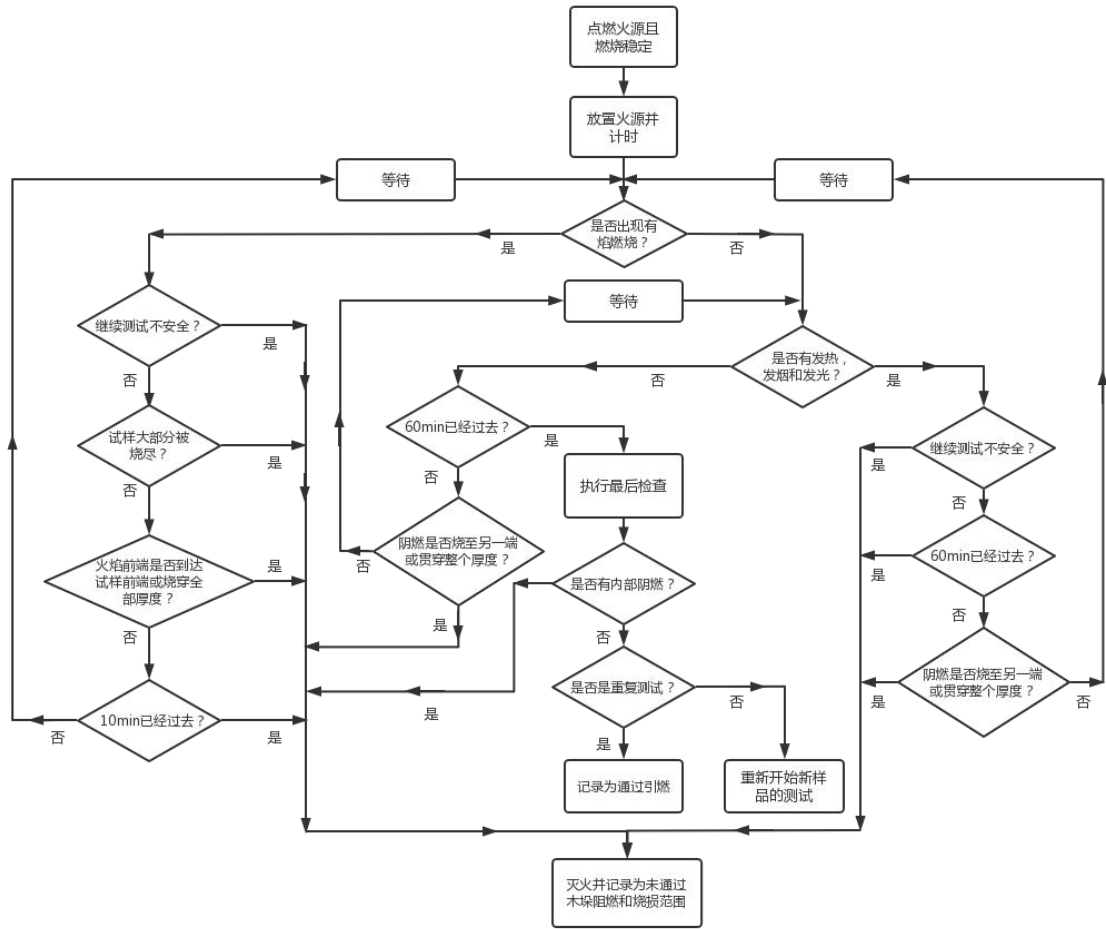 点燃火源且
燃烧稳定
放置火源并
计时
等待
等待
是否出现有
焰燃烧？
是
否
等待
继续测试不安全？
是
否
是否有发热，
发烟和发光？
否
是
试样大部分被
烧尽？
是
否
60min已经过去？
是
否
执行最后检查
继续测试不安全？
是
否
火焰前端是否到达
试样前端或烧穿全
部厚度？
是
否
阴燃是否烧至另一端
或贯穿整个厚度？
否
是
是否有内部阴燃？
是
否
60min已经过去？
是
否
10min已经过去？
否
是
是否是重复测试？
否
是
阴燃是否烧至另一端
或贯穿整个厚度？
是
否
记录为通过引燃
重新开始新样
品的测试
灭火并记录为未通过
木垛阻燃和烧损范围